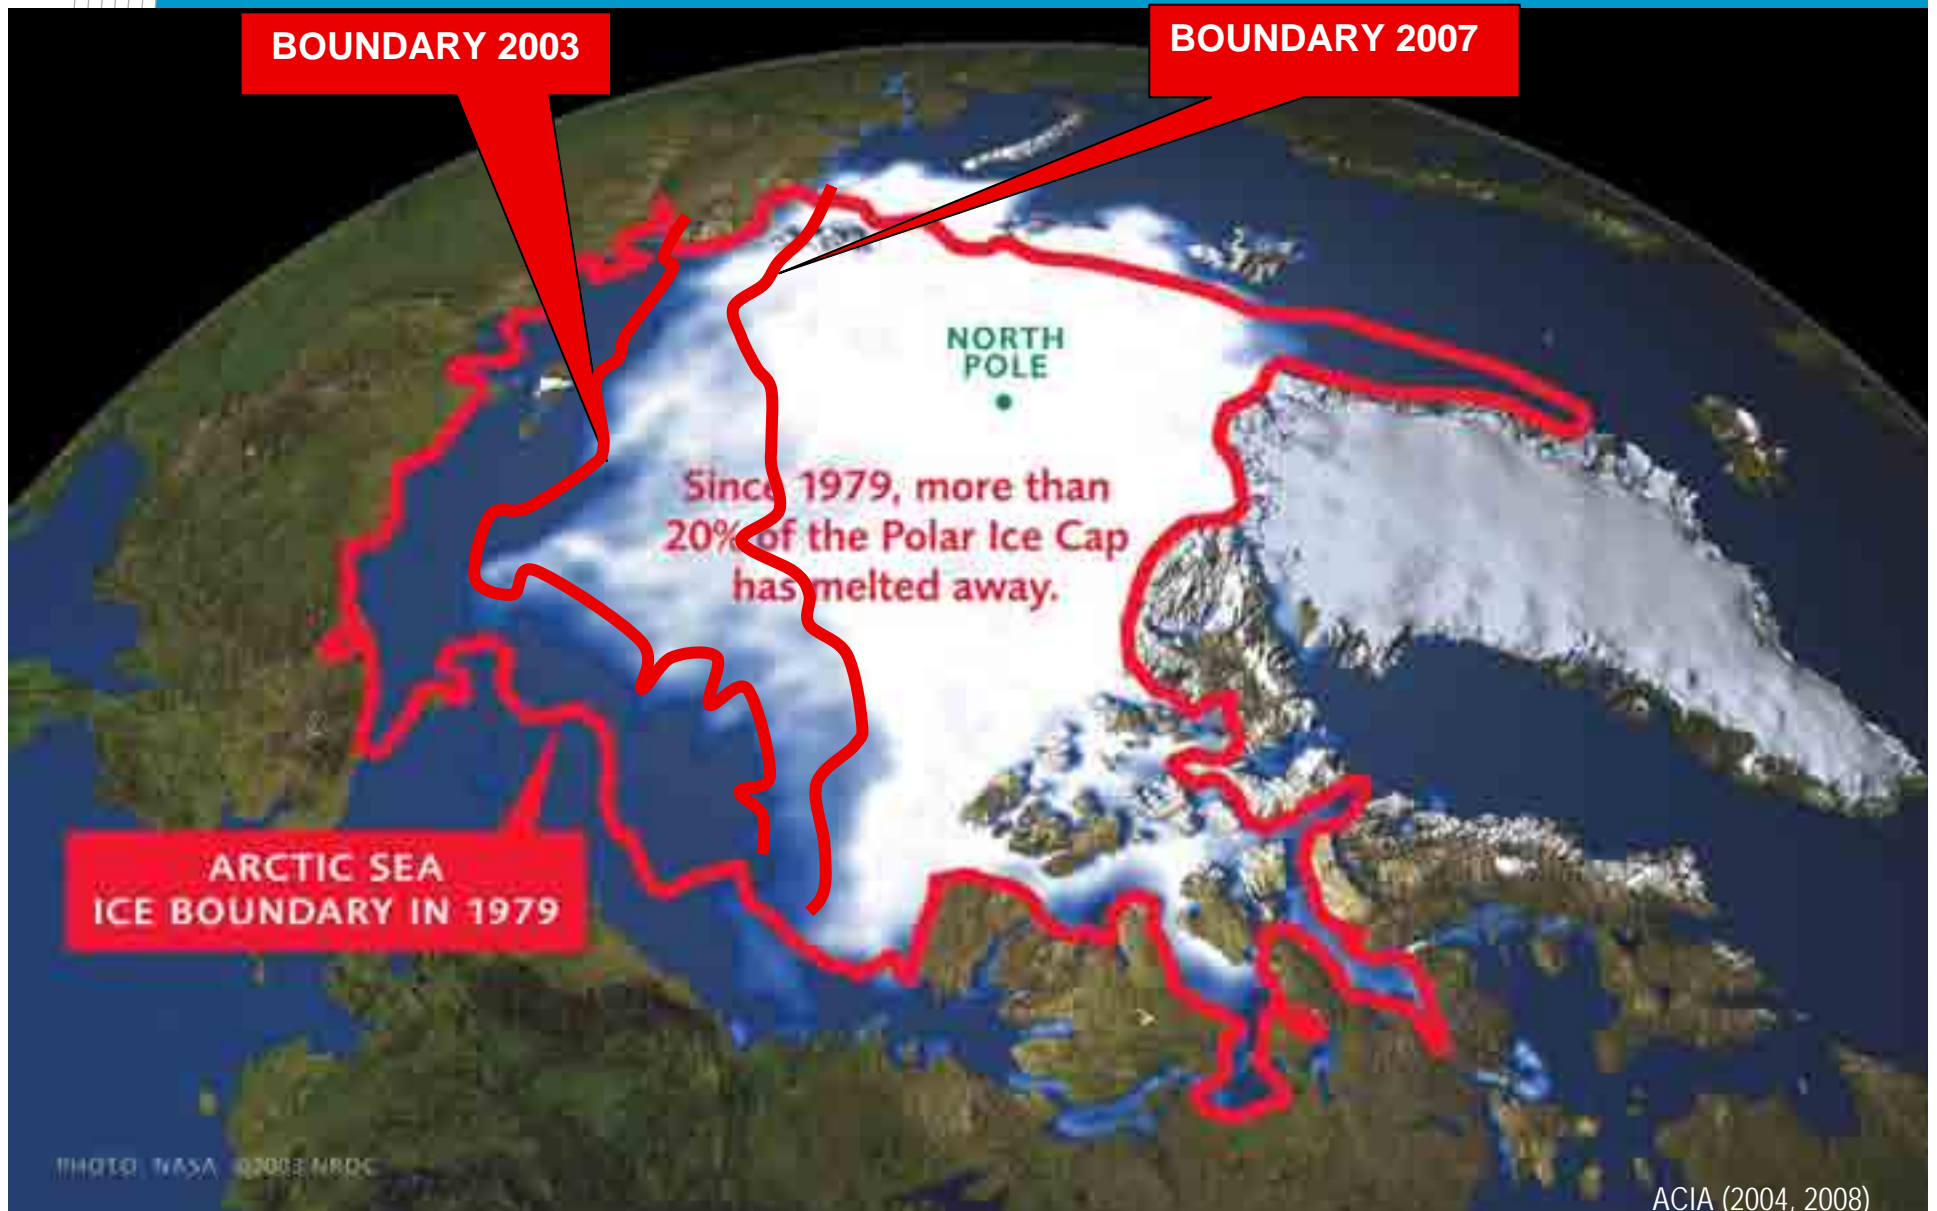 BOUNDARY 2003
BOUNDARY 2007
NORTH
POLE
Since 1979, more than
20% of the Polar Ice Cap
has melted away.
ARCTIC SEA
ICE BOUNDARY IN 1979
PHOTO NASA ©2003 NRDC
ACIA (2004, 2008)